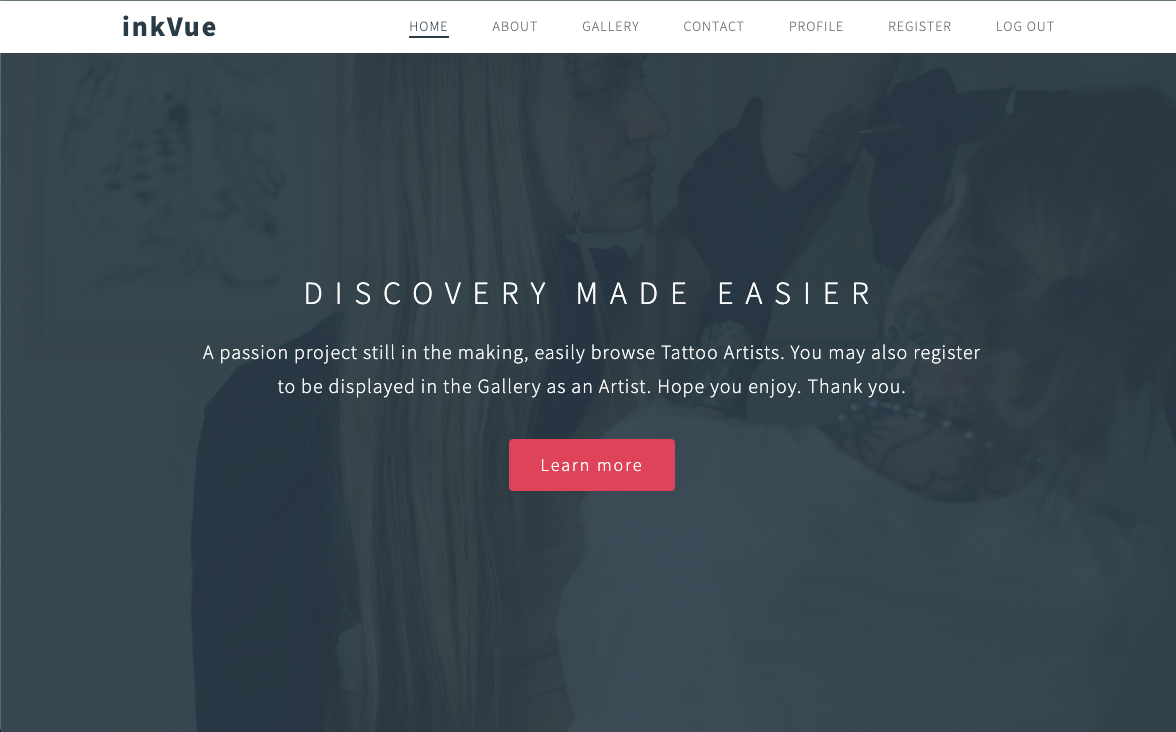 inkVue
HOME ABOUT GALLERY CONTACT PROFILE REGISTER LOG OUT
DISCOVERY MADE EASIER
A passion project still in the making, easily browse Tattoo Artists. You may also register
to be displayed in the Gallery as an Artist. Hope you enjoy. Thank you.
Learn more